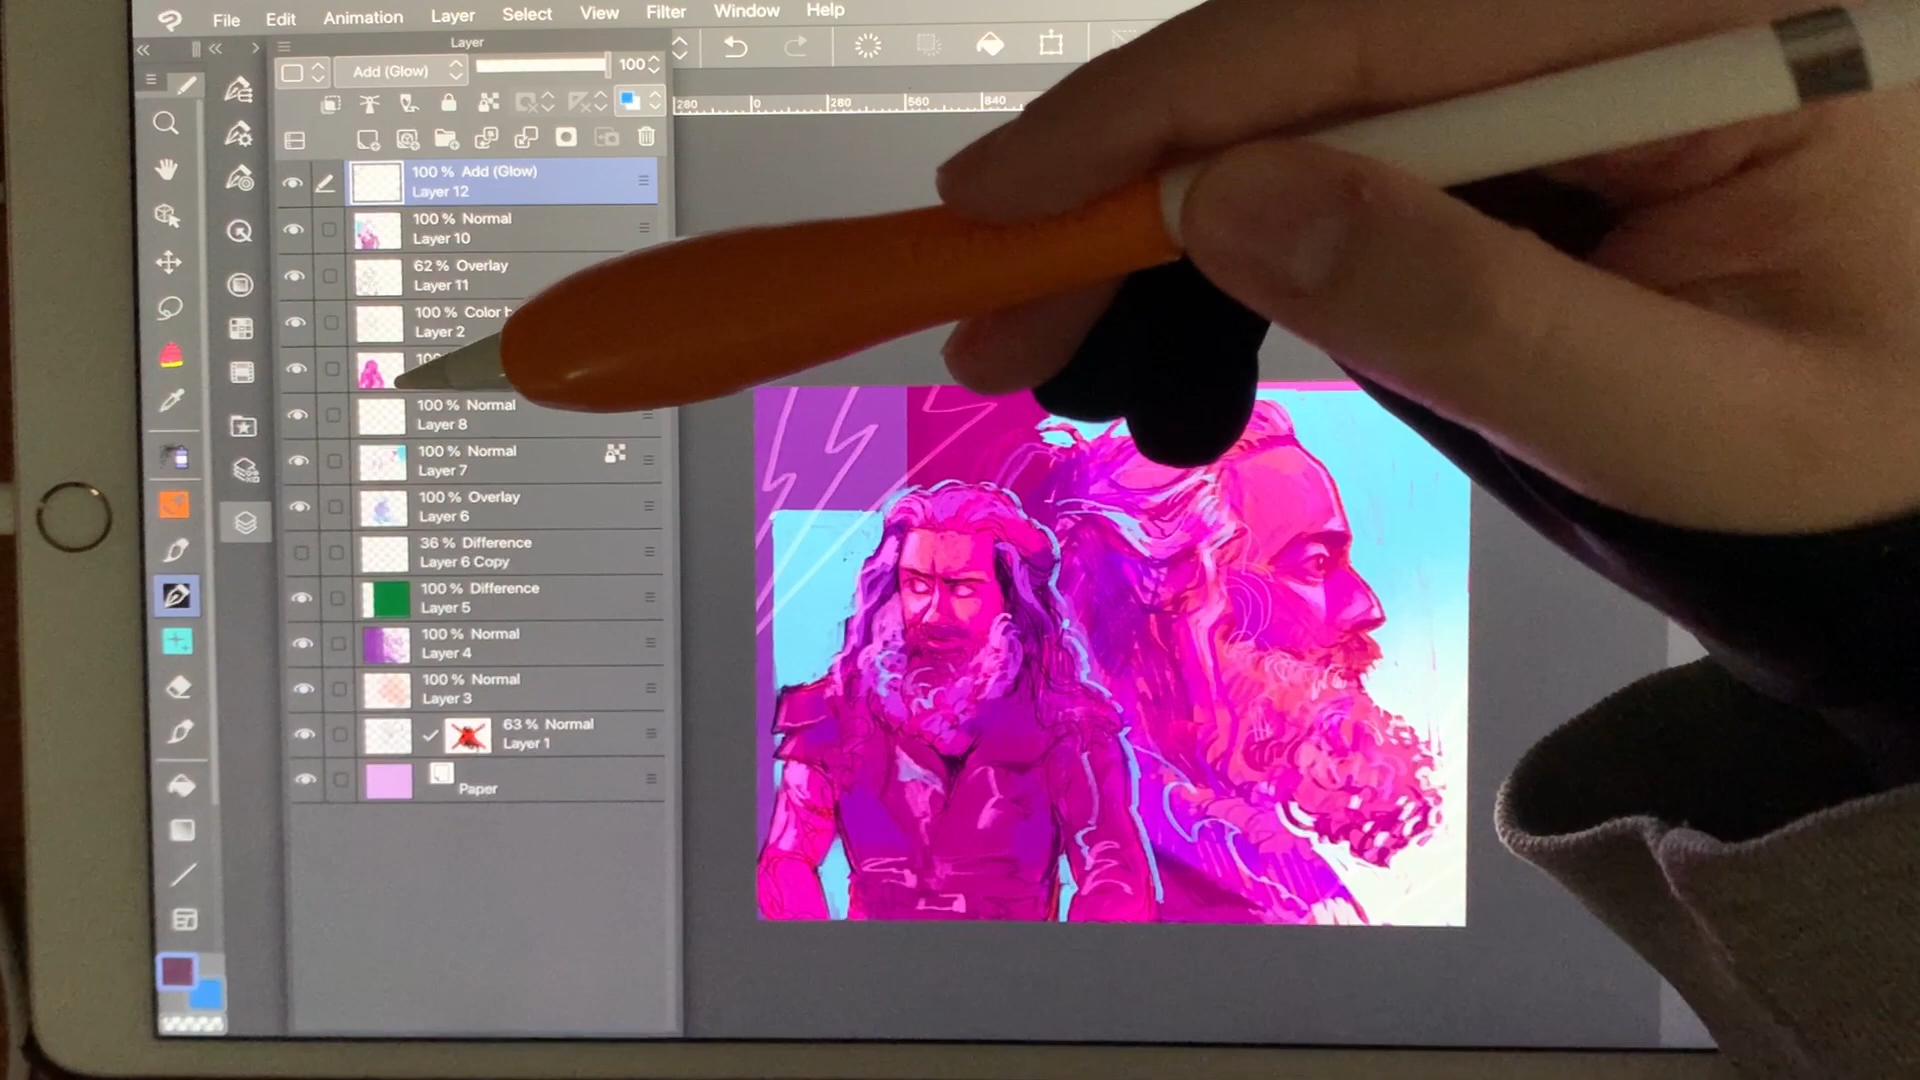 File Edit Animation Layer Select View Filter Window Help
Layer
Add (Glow) 100
280 0 280 560 840
100 % Add (Glow)
Layer 12
100 % Normal
Layer 10
62 % Overlay
Layer 11
100 % Color
Layer 2
100 % Normal
Layer 8
100 % Normal
Layer 7
100 % Overlay
Layer 6
36 % Difference
Layer 6 Copy
100 % Difference
Layer 5
100 % Normal
Layer 4
100 % Normal
Layer 3
63 % Normal
Layer 1
Paper